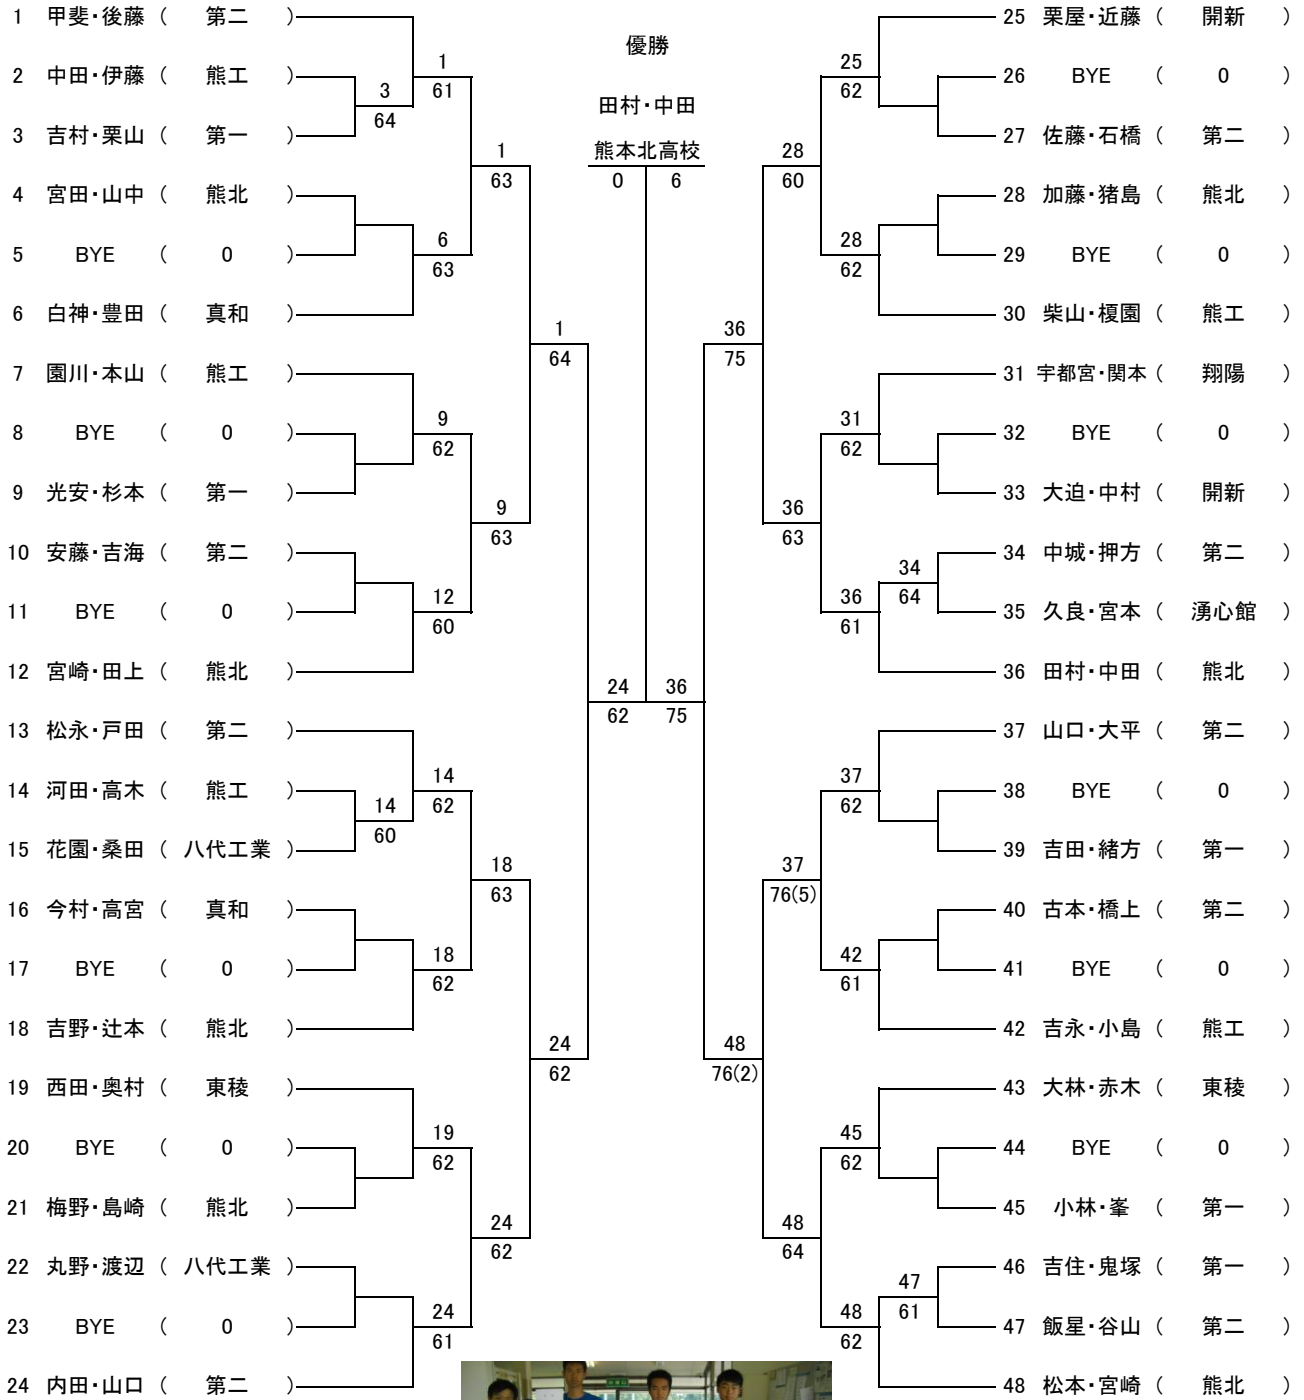 1 甲斐・後藤 ( 第二 )
2 中田・伊藤 ( 熊工 )
3 吉村・栗山 ( 第一 )
4 宮田・山中 ( 熊北 )
5 BYE ( 0 )
6 白神・豊田 ( 真和 )
7 園川・本山 ( 熊工 )
8 BYE ( 0 )
9 光安・杉本 ( 第一 )
10 安藤・吉海 ( 第二 )
11 BYE ( 0 )
12 宮崎・田上 ( 熊北 )
13 松永・戸田 ( 第二 )
14 河田・高木 ( 熊工 )
15 花園・桑田 ( 八代工業 )
16 今村・高宮 ( 真和 )
17 BYE ( 0 )
18 吉野・辻本 ( 熊北 )
19 西田・奥村 ( 東稜 )
20 BYE ( 0 )
21 梅野・島崎 ( 熊北 )
22 丸野・渡辺 ( 八代工業 )
23 BYE ( 0 )
24 内田・山口 ( 第二 )
3
64
14
60
1
61
6
63
9
62
12
60
14
62
18
62
19
62
24
61
1
63
9
63
18
63
24
62
1
64
24
62
優勝
田村・中田
熊本北高校
0 6
24 36
62 75
36
75
48
76(2)
28
60
36
63
37
76(5)
48
64
25
62
28
62
31
62
36
61
37
62
42
61
45
62
48
62
34
64
47
61
25 栗屋・近藤 ( 開新 )
26 BYE ( 0 )
27 佐藤・石橋 ( 第二 )
28 加藤・猪島 ( 熊北 )
29 BYE ( 0 )
30 柴山・榎園 ( 熊工 )
31 宇都宮・関本 ( 翔陽 )
32 BYE ( 0 )
33 大迫・中村 ( 開新 )
34 中城・押方 ( 第二 )
35 久良・宮本 ( 湧心館 )
36 田村・中田 ( 熊北 )
37 山口・大平 ( 第二 )
38 BYE ( 0 )
39 吉田・緒方 ( 第一 )
40 古本・橋上 ( 第二 )
41 BYE ( 0 )
42 吉永・小島 ( 熊工 )
43 大林・赤木 ( 東稜 )
44 BYE ( 0 )
45 小林・峯 ( 第一 )
46 吉住・鬼塚 ( 第一 )
47 飯星・谷山 ( 第二 )
48 松本・宮崎 ( 熊北 )